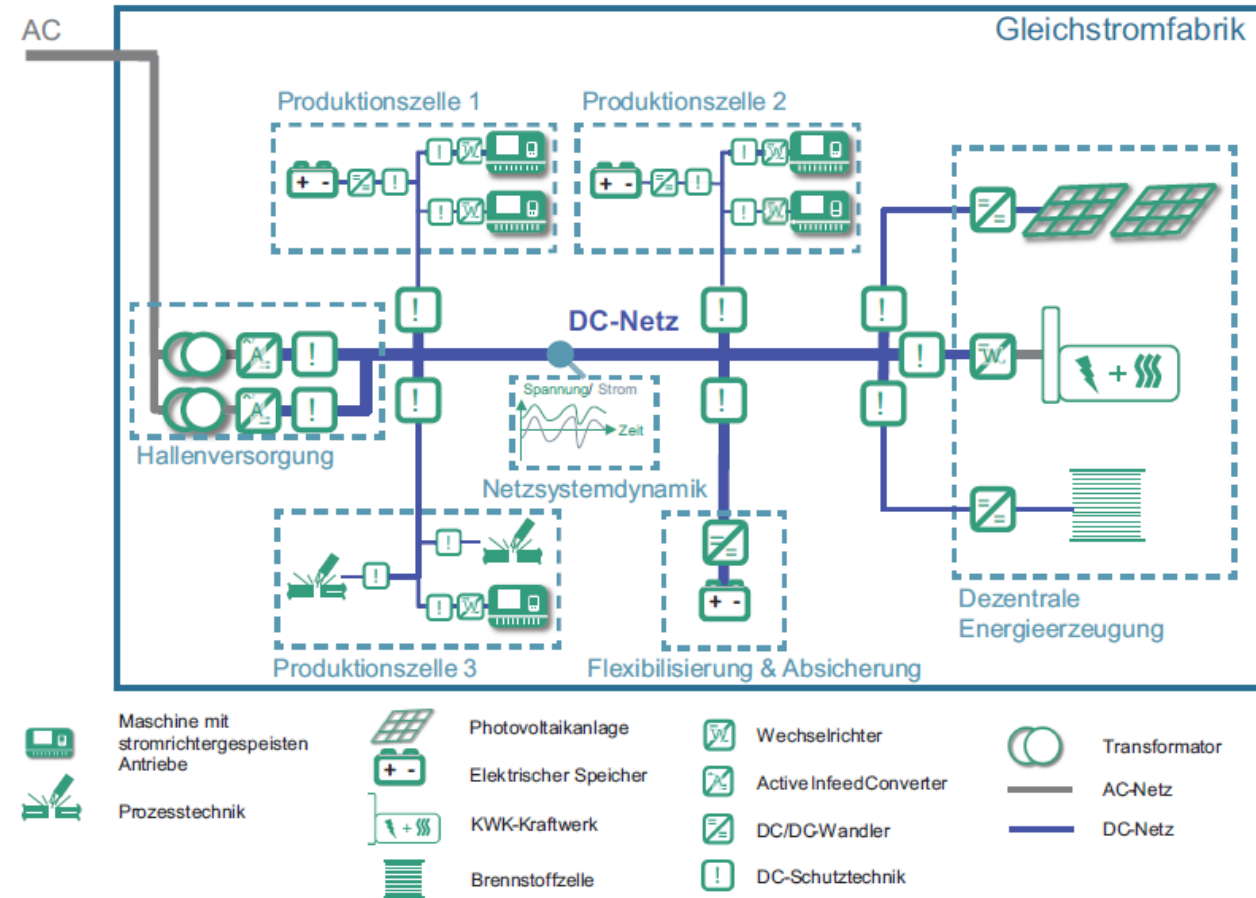 AC
Gleichstromfabrik
Produktionszelle 1
Produktionszelle 2
DC-Netz
Spannung/ Strom
Zeit
Hallenversorgung
Netzsystemdynamik
Produktionszelle 3
Flexibilisierung & Absicherung
Dezentrale
Energieerzeugung
Maschine mit
stromrichtergespeisten
Antriebe
Prozesstechnik
Photovoltaikanlage
Elektrischer Speicher
KWK-Kraftwerk
Brennstoffzelle
Wechselrichter
Active InfeedConverter
DC/DC-Wandler
DC-Schutztechnik
Transformator
AC-Netz
DC-Netz